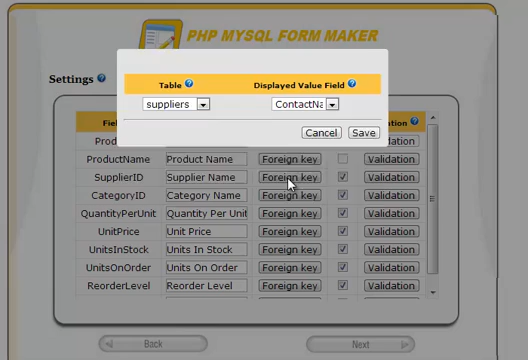 PHP MYSQL FORM MAKER
Settings
Table Displayed Value Field
suppliers ContactNa
Cancel Save
ProductName Product Name Foreign key Validation
SupplierID Supplier Name Foreign key Validation
CategoryID Category Name Foreign key Validation
QuantityPerUnit Quantity Per Unit Foreign key Validation
UnitPrice Unit Price Foreign key Validation
UnitsInStock Units In Stock Foreign key Validation
UnitsOnOrder Units On Order Foreign key Validation
ReorderLevel Reorder Level Foreign key Validation
Back Next